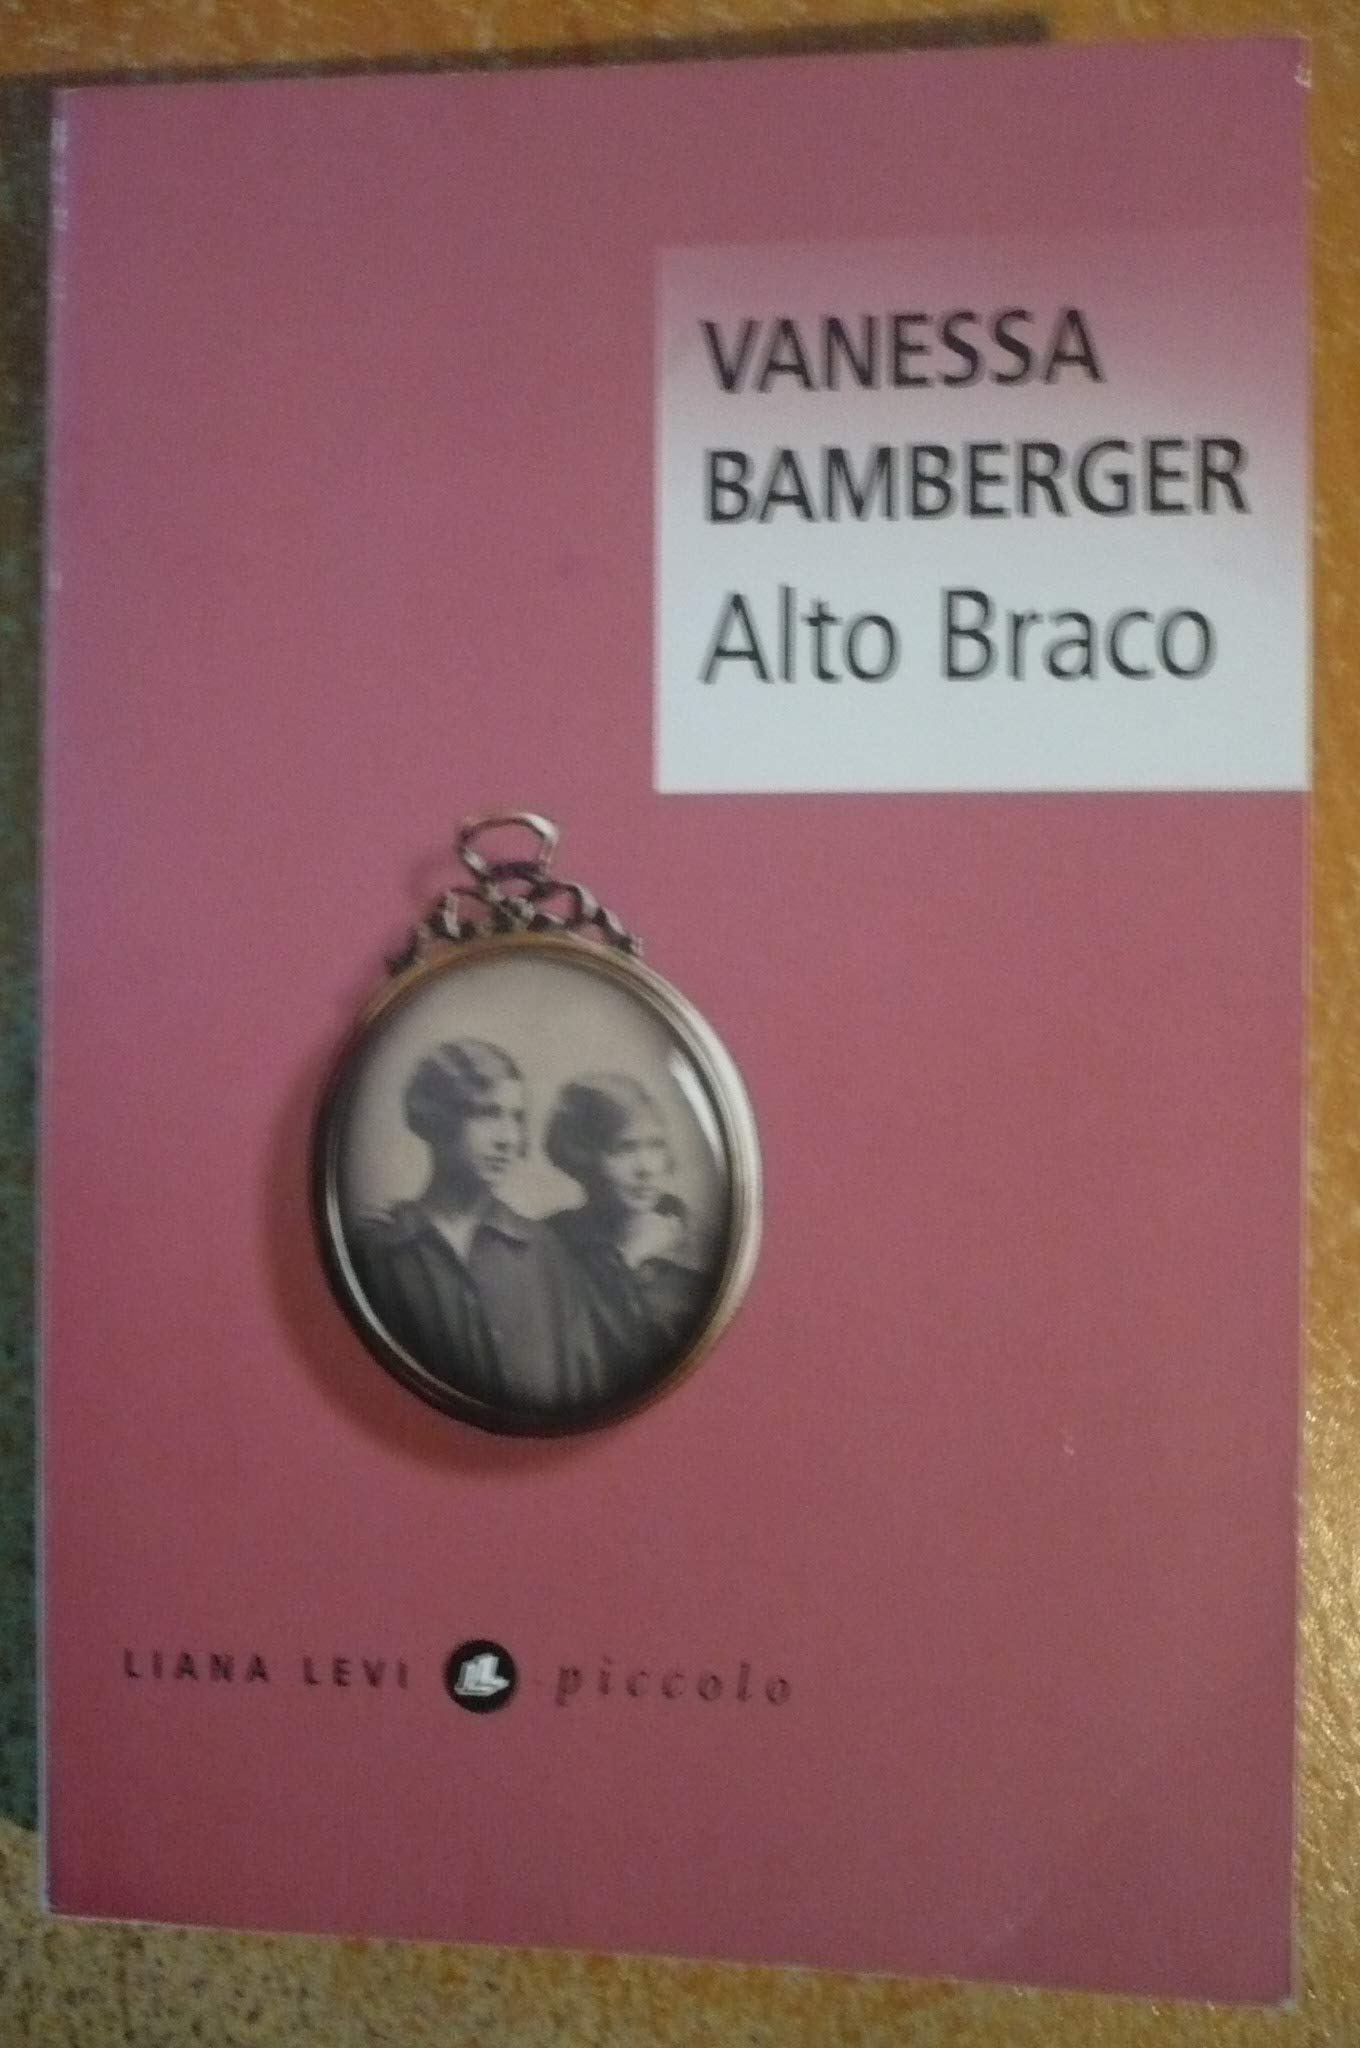 VANESSA
BAMBERGER
Alto Braco
LIANA LEVI piccolo